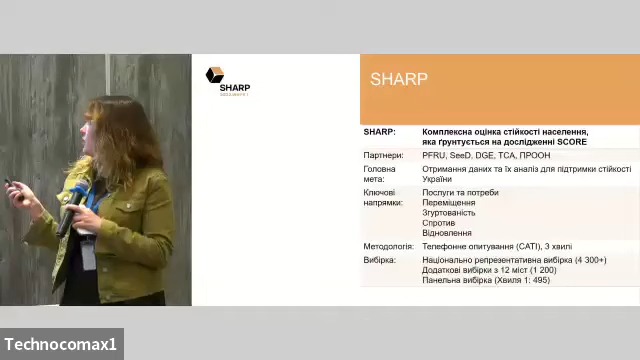 SHARP
SHARP
SHARP:
Комплексна оцінка стійкості населення,
яка ґрунтується на дослідженні SCORE
Партнери:
PFRU, SeeD, DGE, TCA, ПРООН
Головна
мета:
Отримання даних та їх аналіз для підтримки стійкості
України
Ключові
напрямки:
Послуги та потреби
Переміщення
Згуртованість
Спротив
Відновлення
Методологія:
Телефонне опитування (CATI), 3 хвилі
Вибірка:
Національно репрезентативна вибірка (4 300+)
Додаткові вибірки з 12 міст (1 200)
Панельна вибірка (Хвиля 1: 495)
Technocomax1